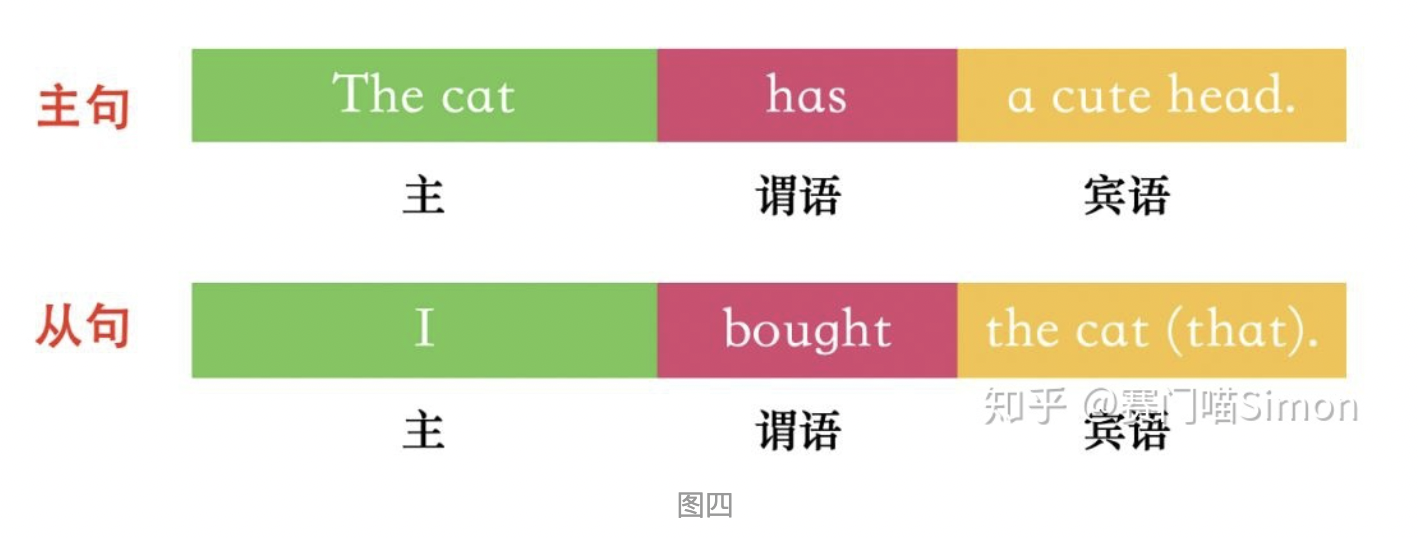 主句 The cat has a cute head.
主 谓语 宾语
从句 I bought the cat (that).
知乎 @赛门喵Simon
主 谓语 宾语
图四